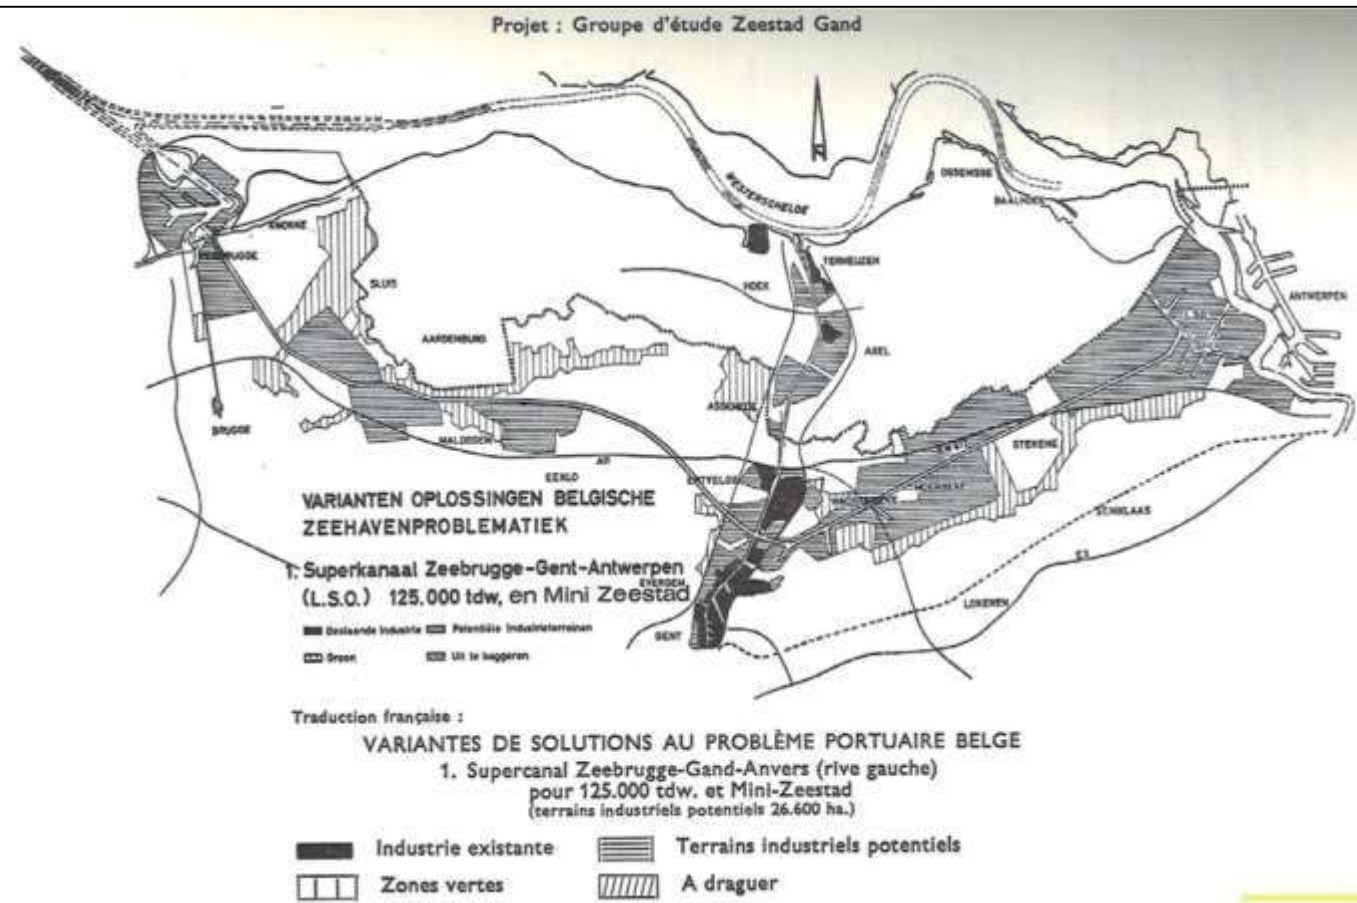 Projet : Groupe d'étude Zeestad Gand
WESTERSCHELDE
OSSENISSE
BAALHOEK
KNOKKE
ZEEBRUGGE
TERNEUZEN
SLUIS
HOEK
ANTWERPEN
AARDENBURG
AXEL
ASSENEDE
BRUGGE
MALDEGEM
STEKENE
EEKLO
ERTVELDE
VARIANTEN OPLOSSINGEN BELGISCHE
ZEEHAVENPROBLEMATIEK
ST.NIKLAAS
E3
1. Superkanaal Zeebrugge-Gent-Antwerpen
EVERGEM
(L.S.O.) 125.000 tdw, en Mini Zeestad
LOKEREN
Bestaande Industrie Potentiële Industrieterreinen
GENT
Groen Uit te baggeren
Traduction française :
VARIANTES DE SOLUTIONS AU PROBLÈME PORTUAIRE BELGE
1. Supercanal Zeebrugge-Gand-Anvers (rive gauche)
pour 125.000 tdw. et Mini-Zeestad
(terrains industriels potentiels 26.600 ha.)
Industrie existante Terrains industriels potentiels
Zones vertes A draguer